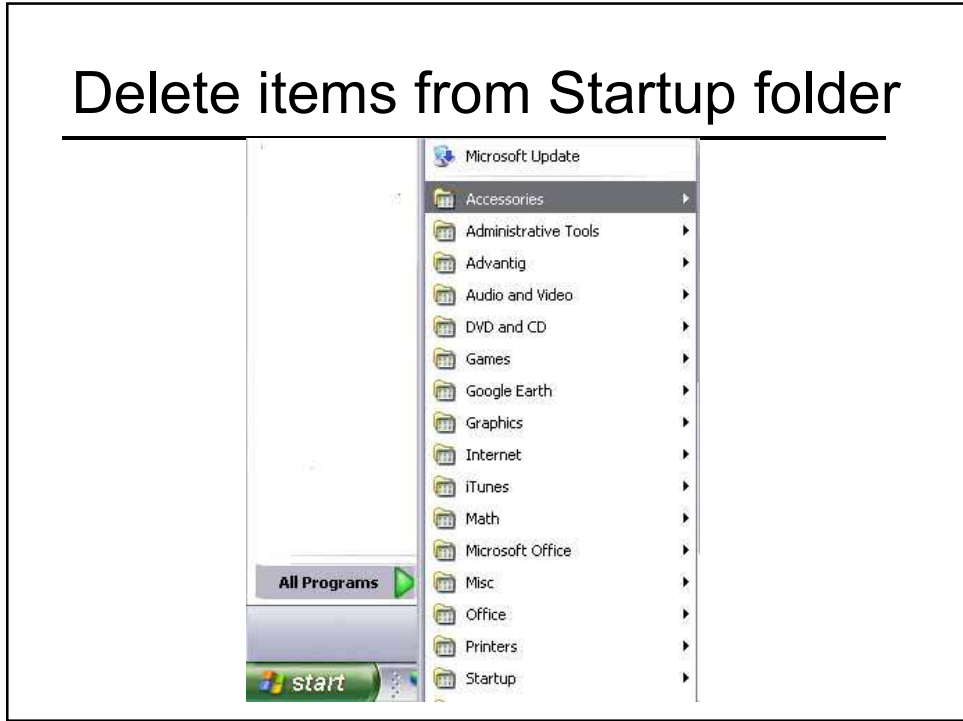 Delete items from Startup folder
Microsoft Update
Accessories
Administrative Tools
Advantig
Audio and Video
DVD and CD
Games
Google Earth
Graphics
Internet
iTunes
Math
Microsoft Office
All Programs
Misc
Office
Printers
start
Startup